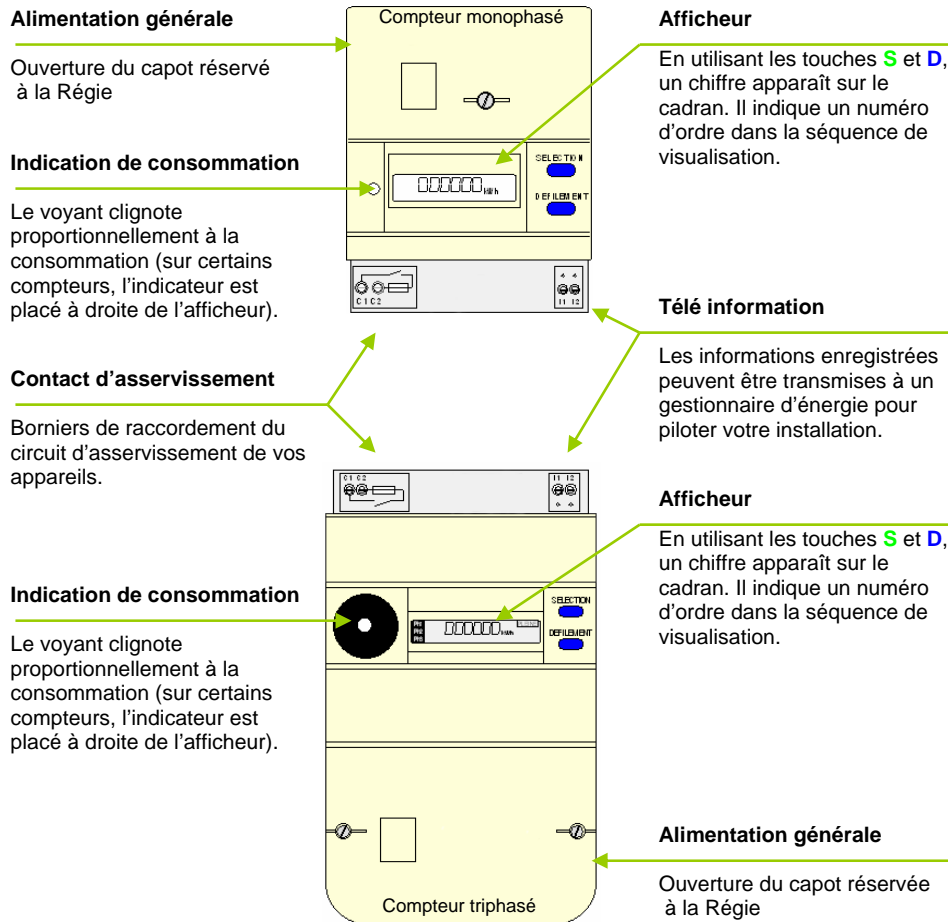 Alimentation générale
Ouverture du capot réservé
à la Régie
Indication de consommation
Le voyant clignote
proportionnellement à la
consommation (sur certains
compteurs, l'indicateur est
placé à droite de l'afficheur).
Contact d'asservissement
Borniers de raccordement du
circuit d'asservissement de vos
appareils.
Indication de consommation
Le voyant clignote
proportionnellement à la
consommation (sur certains
compteurs, l'indicateur est
placé à droite de l'afficheur).
Compteur monophasé
SELECTION
000000 kWh
DEFILEMENT
C1 C2
I1 I2
C1 C2
I1 I2
SELECTION
PH1
PH2
PH3
000000 kWh
DEFILEMENT
Compteur triphasé
Afficheur
En utilisant les touches S et D,
un chiffre apparaît sur le
cadran. Il indique un numéro
d'ordre dans la séquence de
visualisation.
Télé information
Les informations enregistrées
peuvent être transmises à un
gestionnaire d'énergie pour
piloter votre installation.
Afficheur
En utilisant les touches S et D,
un chiffre apparaît sur le
cadran. Il indique un numéro
d'ordre dans la séquence de
visualisation.
Alimentation générale
Ouverture du capot réservée
à la Régie